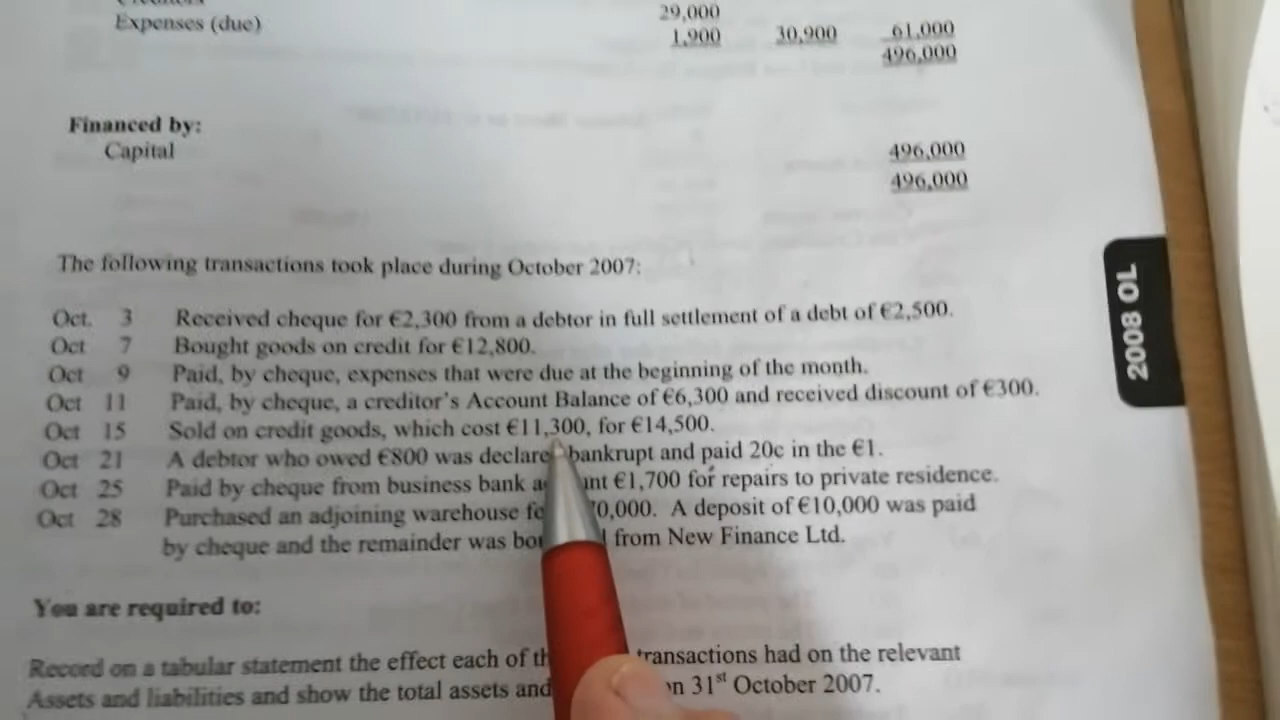 Expenses (due) 29,000
1,900 30,900 61,000
496,000
Financed by:
Capital 496,000
496,000
The following transactions took place during October 2007:
Oct. 3 Received cheque for €2,300 from a debtor in full settlement of a debt of €2,500.
Oct 7 Bought goods on credit for €12,800.
Oct 9 Paid, by cheque, expenses that were due at the beginning of the month.
Oct 11 Paid, by cheque, a creditor's Account Balance of €6,300 and received discount of €300.
Oct 15 Sold on credit goods, which cost €11,300, for €14,500.
Oct 21 A debtor who owed €800 was declare bankrupt and paid 20c in the €1.
Oct 25 Paid by cheque from business bank €1,700 for repairs to private residence.
Oct 28 Purchased an adjoining warehouse 0,000. A deposit of €10,000 was paid
by cheque and the remainder was from New Finance Ltd.
You are required to:
Record on a tabular statement the effect each of transactions had on the relevant
Assets and liabilities and show the total assets and on 31st October 2007.
2008 OL